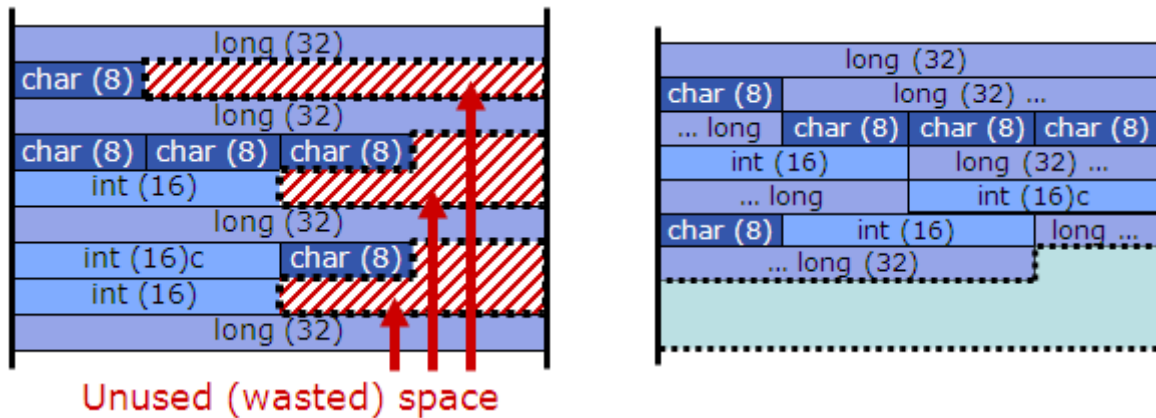 long (32)
char (8)
long (32)
char (8) char (8) char (8)
int (16)
long (32)
int (16)c char (8)
int (16)
long (32)
Unused (wasted) space
long (32)
char (8) long (32) ...
... long char (8) char (8) char (8)
int (16) long (32) ...
... long int (16)c
char (8) int (16) long ...
... long (32)